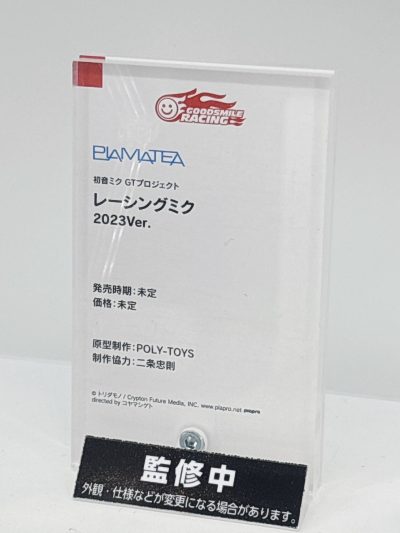 GOODSMILE
RACING
PLAMATEA
初音ミク GTプロジェクト
レーシングミク
2023Ver.
発売時期：未定
価格：未定
原型制作：POLY-TOYS
制作協力：二条忠則
© トリダモノ / Crypton Future Media, INC. www.piapro.net piapro
directed by コヤマシゲト
監修中
外観・仕様などが変更になる場合があります。